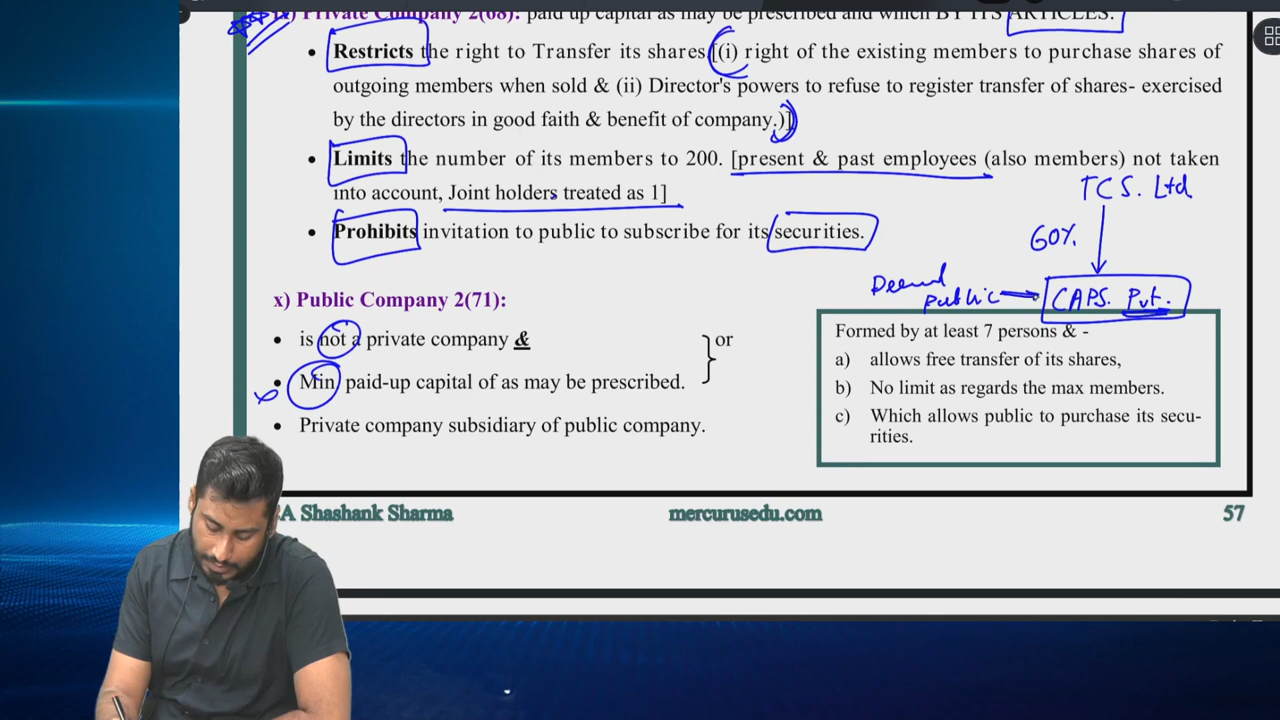 ix) Private Company 2(68): paid up capital as may be prescribed and which BY ITS ARTICLES:
• Restricts the right to Transfer its shares [(i) right of the existing members to purchase shares of
outgoing members when sold & (ii) Director's powers to refuse to register transfer of shares- exercised
by the directors in good faith & benefit of company.)]
• Limits the number of its members to 200. [present & past employees (also members) not taken
into account, Joint holders treated as 1]
• Prohibits invitation to public to subscribe for its securities.
TCS. Ltd
60%
Deemed
public
CAPS. Pvt.
x) Public Company 2(71):
• is not a private company &
• Min paid-up capital of as may be prescribed.
or
• Private company subsidiary of public company.
Formed by at least 7 persons & -
a) allows free transfer of its shares,
b) No limit as regards the max members.
c) Which allows public to purchase its secu-
rities.
A Shashank Sharma
mercurusedu.com
57